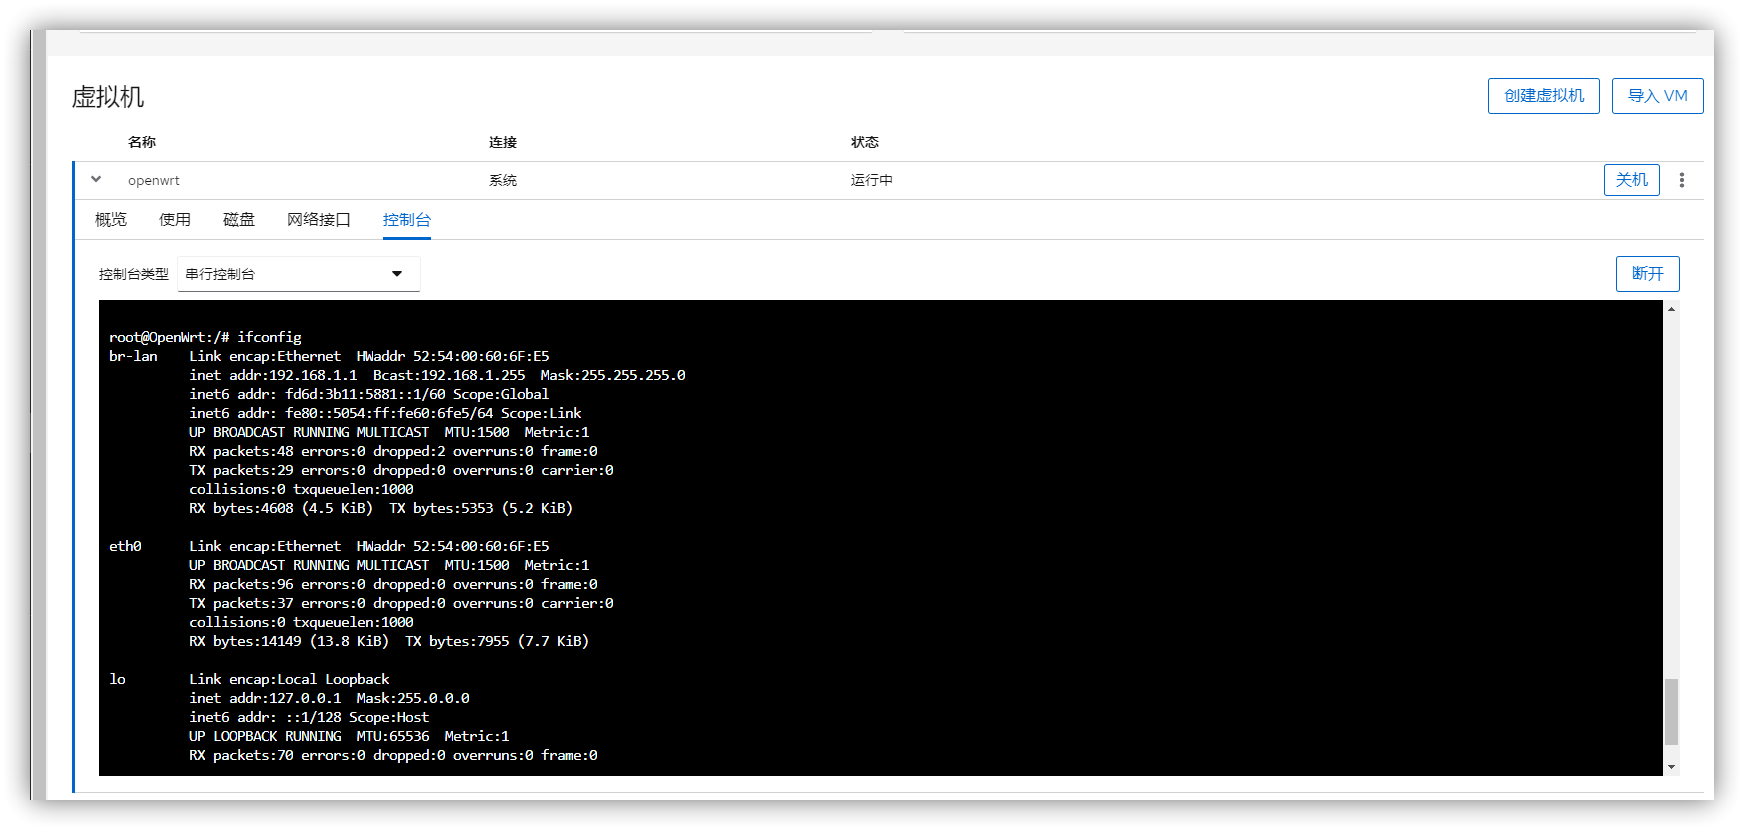 虚拟机
创建虚拟机 导入 VM
名称 连接 状态
openwrt 系统 运行中 关机
概览 使用 磁盘 网络接口 控制台
控制台类型 串行控制台 断开
root@OpenWrt:/# ifconfig
br-lan    Link encap:Ethernet  HWaddr 52:54:00:60:6F:E5
          inet addr:192.168.1.1  Bcast:192.168.1.255  Mask:255.255.255.0
          inet6 addr: fd6d:3b11:5881::1/60 Scope:Global
          inet6 addr: fe80::5054:ff:fe60:6fe5/64 Scope:Link
          UP BROADCAST RUNNING MULTICAST  MTU:1500  Metric:1
          RX packets:48 errors:0 dropped:2 overruns:0 frame:0
          TX packets:29 errors:0 dropped:0 overruns:0 carrier:0
          collisions:0 txqueuelen:1000
          RX bytes:4608 (4.5 KiB)  TX bytes:5353 (5.2 KiB)
eth0      Link encap:Ethernet  HWaddr 52:54:00:60:6F:E5
          UP BROADCAST RUNNING MULTICAST  MTU:1500  Metric:1
          RX packets:96 errors:0 dropped:0 overruns:0 frame:0
          TX packets:37 errors:0 dropped:0 overruns:0 carrier:0
          collisions:0 txqueuelen:1000
          RX bytes:14149 (13.8 KiB)  TX bytes:7955 (7.7 KiB)
lo        Link encap:Local Loopback
          inet addr:127.0.0.1  Mask:255.0.0.0
          inet6 addr: ::1/128 Scope:Host
          UP LOOPBACK RUNNING  MTU:65536  Metric:1
          RX packets:70 errors:0 dropped:0 overruns:0 frame:0